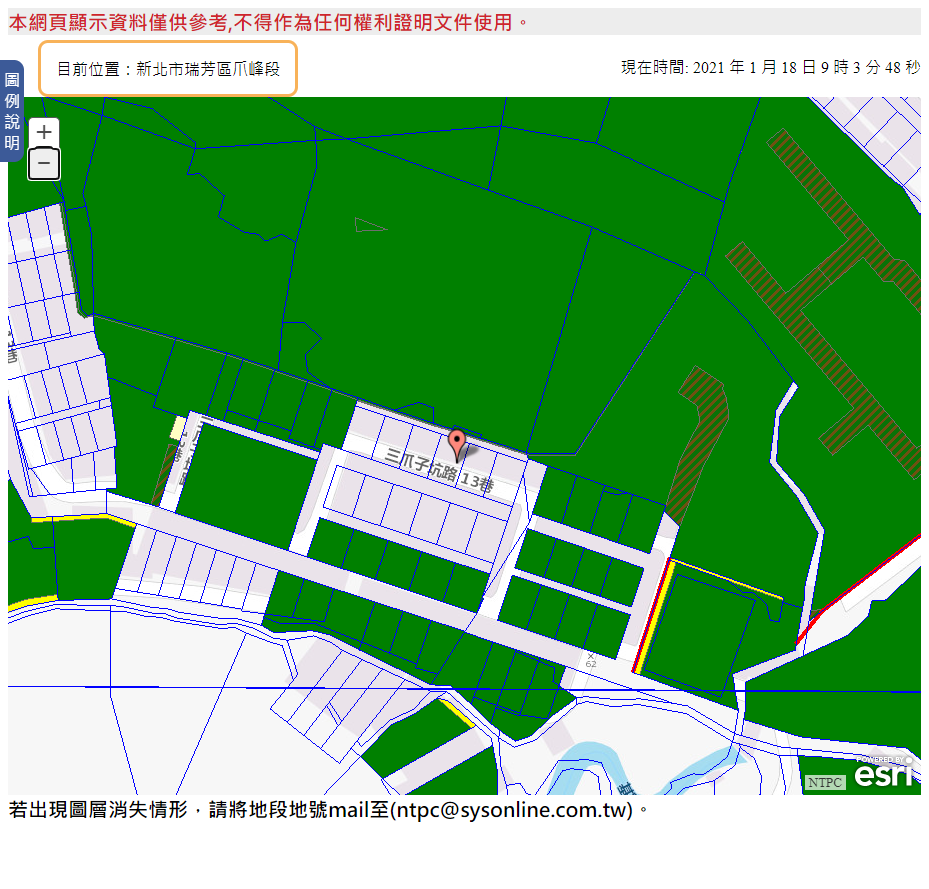 本網頁顯示資料僅供參考,不得作為任何權利證明文件使用。
目前位置：新北市瑞芳區爪峰段
現在時間: 2021 年 1 月 18 日 9 時 3 分 48 秒
圖例說明
+
−
三爪子坑路 13巷
62
NTPC
POWERED BY
esri
若出現圖層消失情形，請將地段地號mail至(ntpc@sysonline.com.tw)。